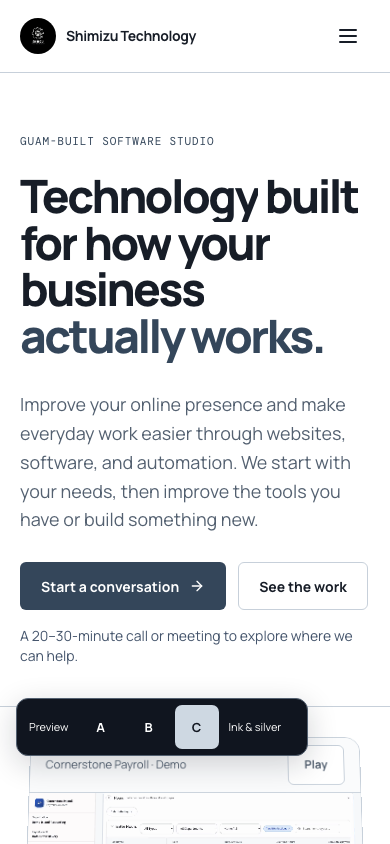 Shimizu Technology
GUAM-BUILT SOFTWARE STUDIO
Technology built
for how your
business
actually works.
Improve your online presence and make
everyday work easier through websites,
software, and automation. We start with
your needs, then improve the tools you
have or build something new.
Start a conversation → See the work
A 20–30-minute call or meeting to explore where we
can help.
Preview A B C Ink & silver
Cornerstone Payroll · Demo Play